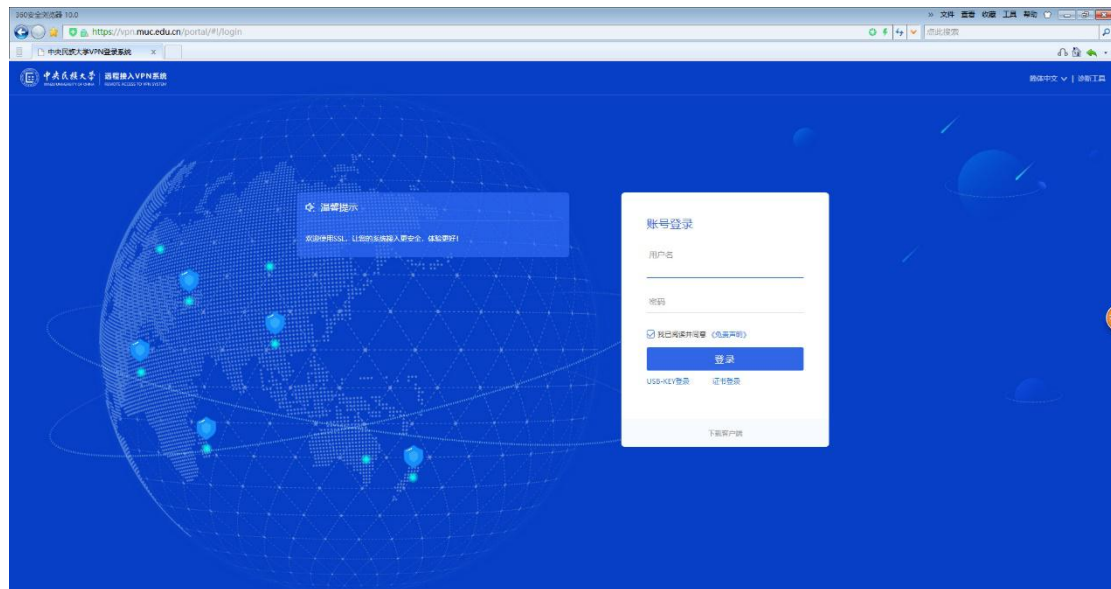 360安全浏览器 10.0
» 文件 查看 收藏 工具 帮助
https://vpn.muc.edu.cn/portal/#!/login
点此搜索
中央民族大学VPN登录系统 ×
中央民族大学 远程接入VPN系统
MINZU UNIVERSITY OF CHINA REMOTE ACCESS TO VPN SYSTEM
简体中文 | 诊断工具
温馨提示
欢迎使用SSL，让您的系统接入更安全、体验更好!
账号登录
用户名
密码
我已阅读并同意 《免责声明》
登录
USB-KEY登录 证书登录
下载客户端